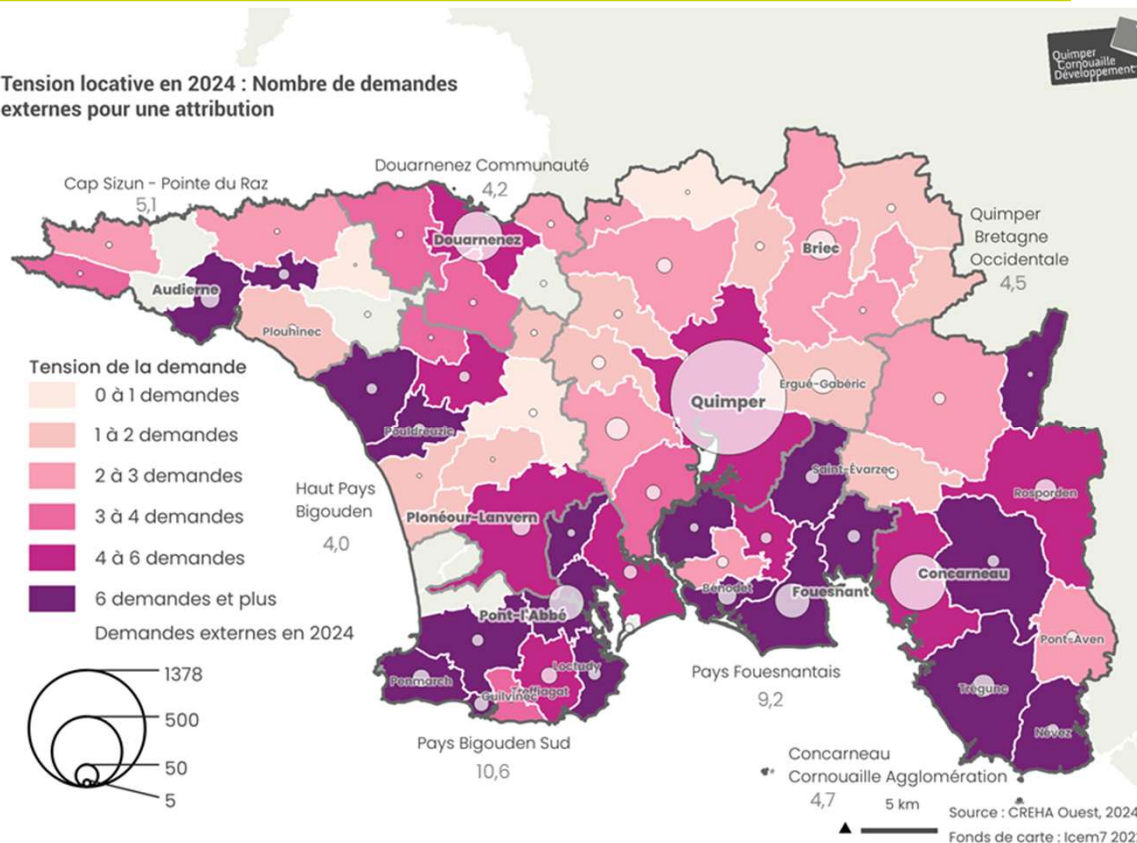 Tension locative en 2024 : Nombre de demandes
externes pour une attribution
Quimper
Cornouaille
Développement
Cap Sizun - Pointe du Raz
5,1
Douarnenez Communauté
4,2
Quimper
Bretagne
Occidentale
4,5
Douarnenez
Briec
Audierne
Plouhinec
Tension de la demande
0 à 1 demandes
1 à 2 demandes
2 à 3 demandes
3 à 4 demandes
4 à 6 demandes
6 demandes et plus
Demandes externes en 2024
1378
500
50
5
Ergué-Gabéric
Quimper
Pouldreuzic
Saint-Évarzec
Rosporden
Haut Pays
Bigouden
4,0
Plonéour-Lanvern
Concarneau
Bénodet
Fouesnant
Pont-l'Abbé
Pont-Aven
Loctudy
Penmarch
Treffiagat
Guilvinec
Trégunc
Névez
Pays Fouesnantais
9,2
Pays Bigouden Sud
10,6
Concarneau
Cornouaille Agglomération
4,7
5 km
Source : CREHA Ouest, 2024
Fonds de carte : Icem7 202